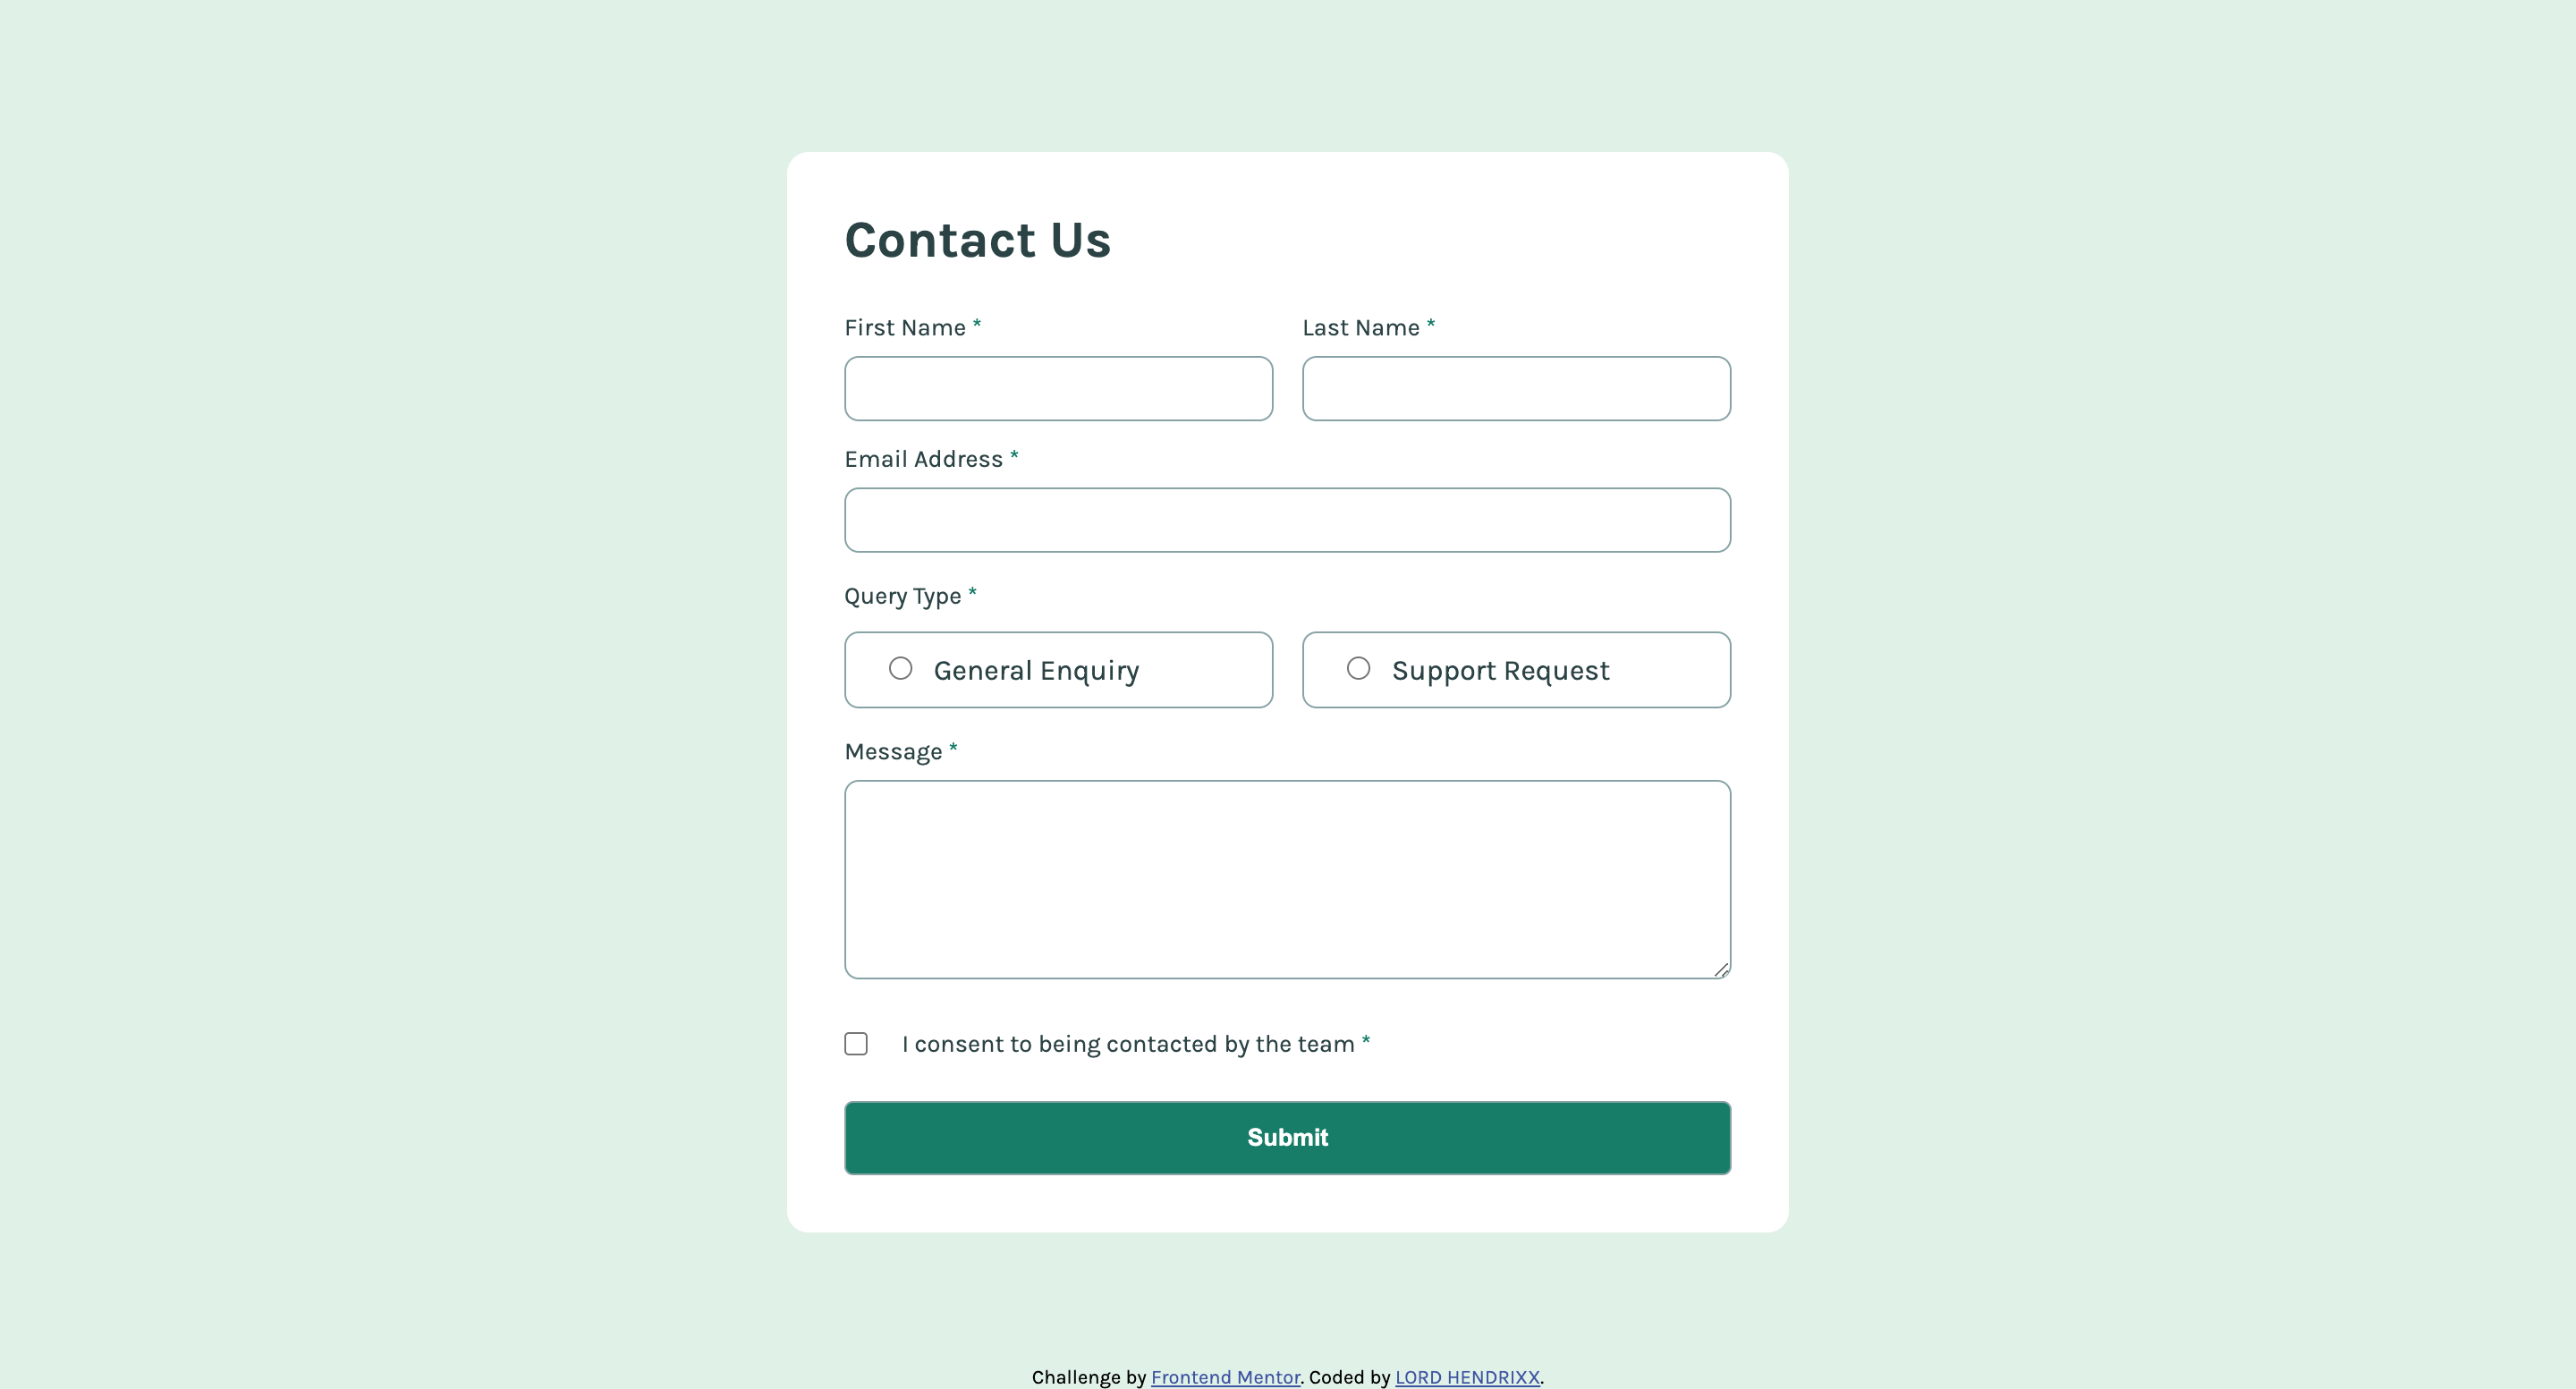 Contact Us
First Name * Last Name *
Email Address *
Query Type *
General Enquiry Support Request
Message *
I consent to being contacted by the team *
Submit
Challenge by Frontend Mentor. Coded by LORD HENDRIXX.